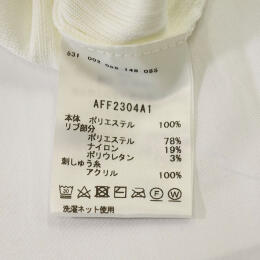 AFF2304A1
本体 ポリエステル 100%
リブ部分
ポリエステル 78%
ナイロン 19%
ポリウレタン 3%
刺しゅう糸
アクリル 100%
洗濯ネット使用